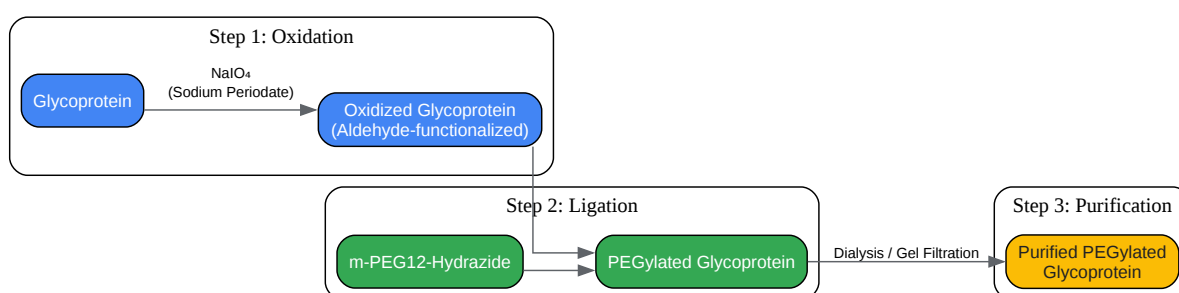 Step 1: Oxidation
Glycoprotein
NaIO₄
(Sodium Periodate)
Oxidized Glycoprotein
(Aldehyde-functionalized)
Step 2: Ligation
m-PEG12-Hydrazide
PEGylated Glycoprotein
Dialysis / Gel Filtration
Step 3: Purification
Purified PEGylated
Glycoprotein